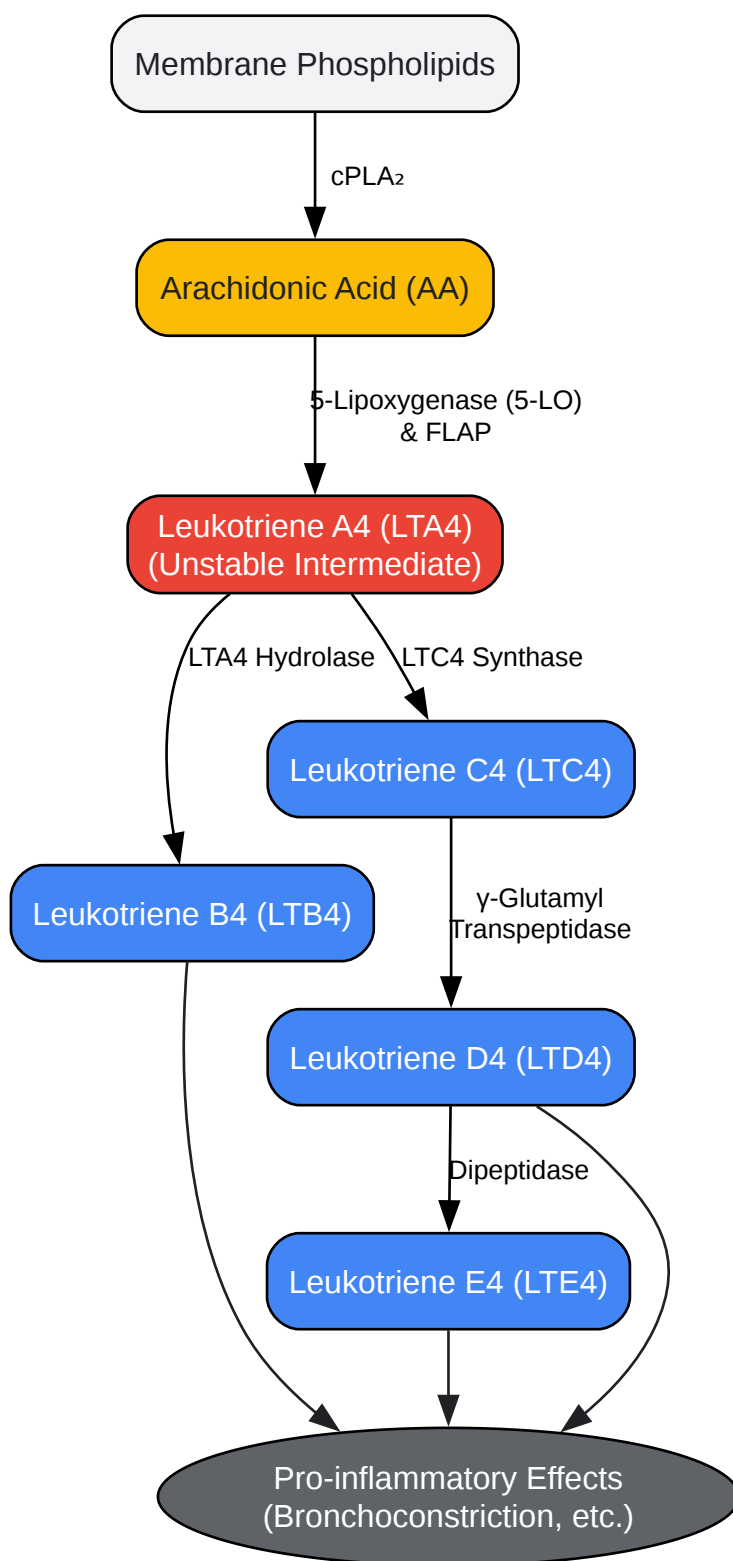 Membrane Phospholipids
cPLA₂
Arachidonic Acid (AA)
5-Lipoxygenase (5-LO)
& FLAP
Leukotriene A4 (LTA4)
(Unstable Intermediate)
LTA4 Hydrolase
LTC4 Synthase
Leukotriene C4 (LTC4)
Leukotriene B4 (LTB4)
γ-Glutamyl
Transpeptidase
Leukotriene D4 (LTD4)
Dipeptidase
Leukotriene E4 (LTE4)
Pro-inflammatory Effects
(Bronchoconstriction, etc.)